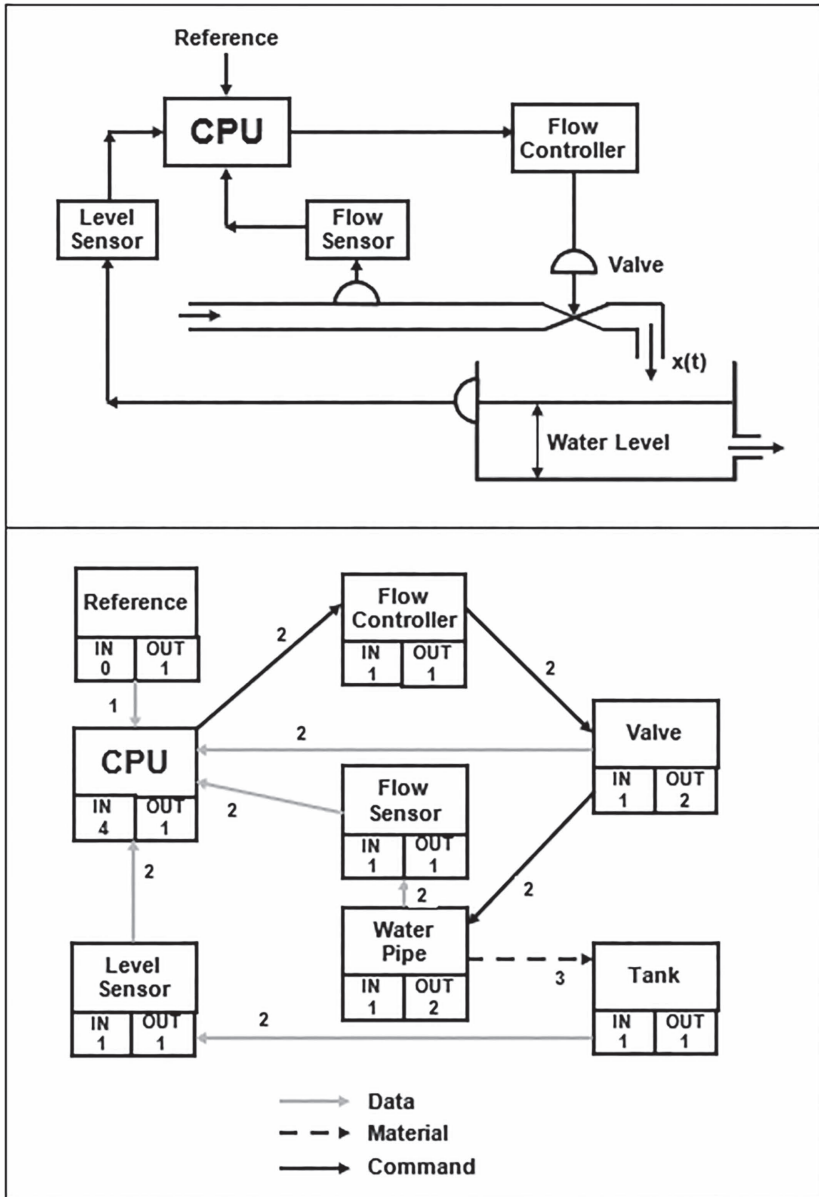 Reference
CPU
Flow
Controller
Level
Sensor
Flow
Sensor
Valve
x(t)
Water Level
Reference
IN OUT
0 1
1
CPU
IN OUT
4 1
2
Flow
Controller
IN OUT
1 1
2
2
Valve
IN OUT
1 2
2
Flow
Sensor
IN OUT
1 1
2
2
2
Water
Pipe
IN OUT
1 2
3
Tank
IN OUT
1 1
Level
Sensor
IN OUT
1 1
2
Data
Material
Command